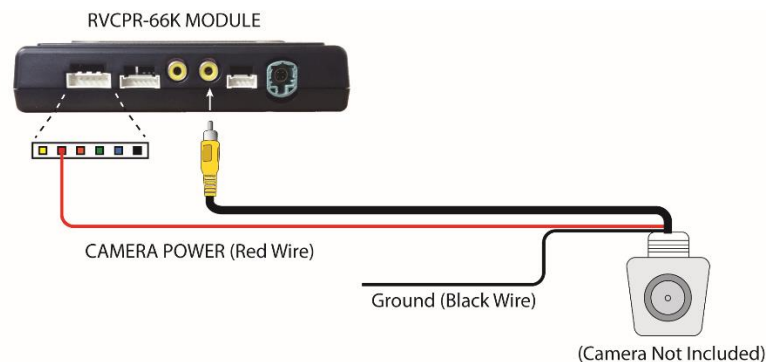 RVCPR-66K MODULE
CAMERA POWER (Red Wire)
Ground (Black Wire)
(Camera Not Included)